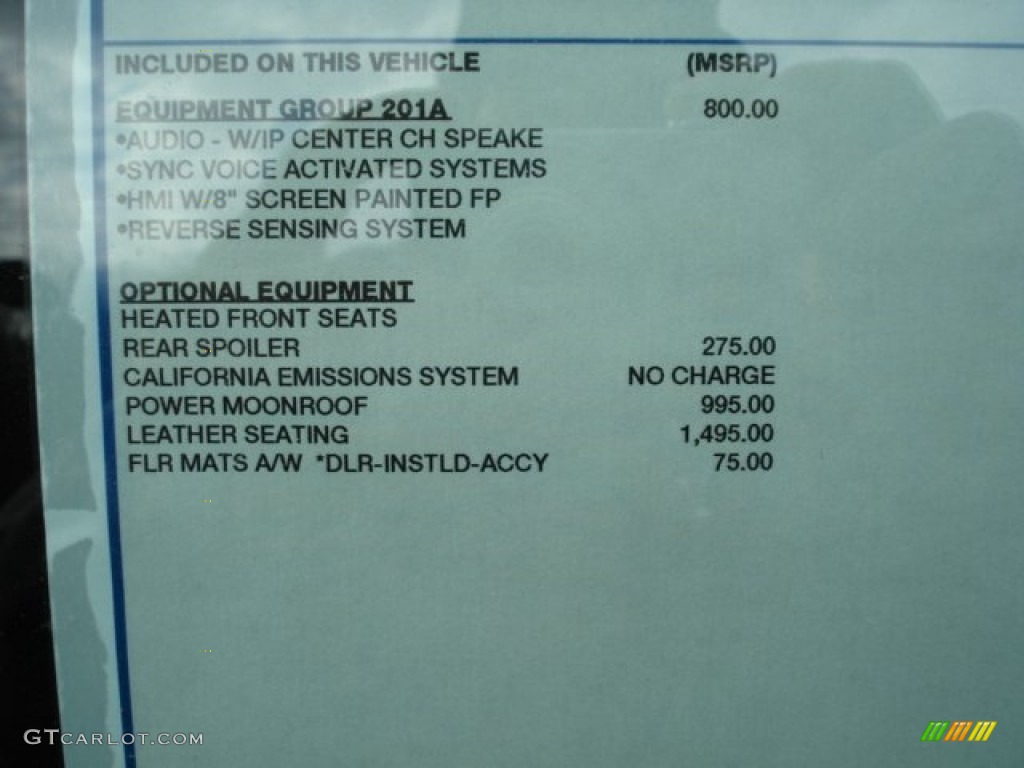 INCLUDED ON THIS VEHICLE (MSRP)
EQUIPMENT GROUP 201A 800.00
•AUDIO - W/IP CENTER CH SPEAKE
•SYNC VOICE ACTIVATED SYSTEMS
•HMI W/8" SCREEN PAINTED FP
•REVERSE SENSING SYSTEM
OPTIONAL EQUIPMENT
HEATED FRONT SEATS
REAR SPOILER 275.00
CALIFORNIA EMISSIONS SYSTEM NO CHARGE
POWER MOONROOF 995.00
LEATHER SEATING 1,495.00
FLR MATS A/W *DLR-INSTLD-ACCY 75.00
GTCARLOT.COM